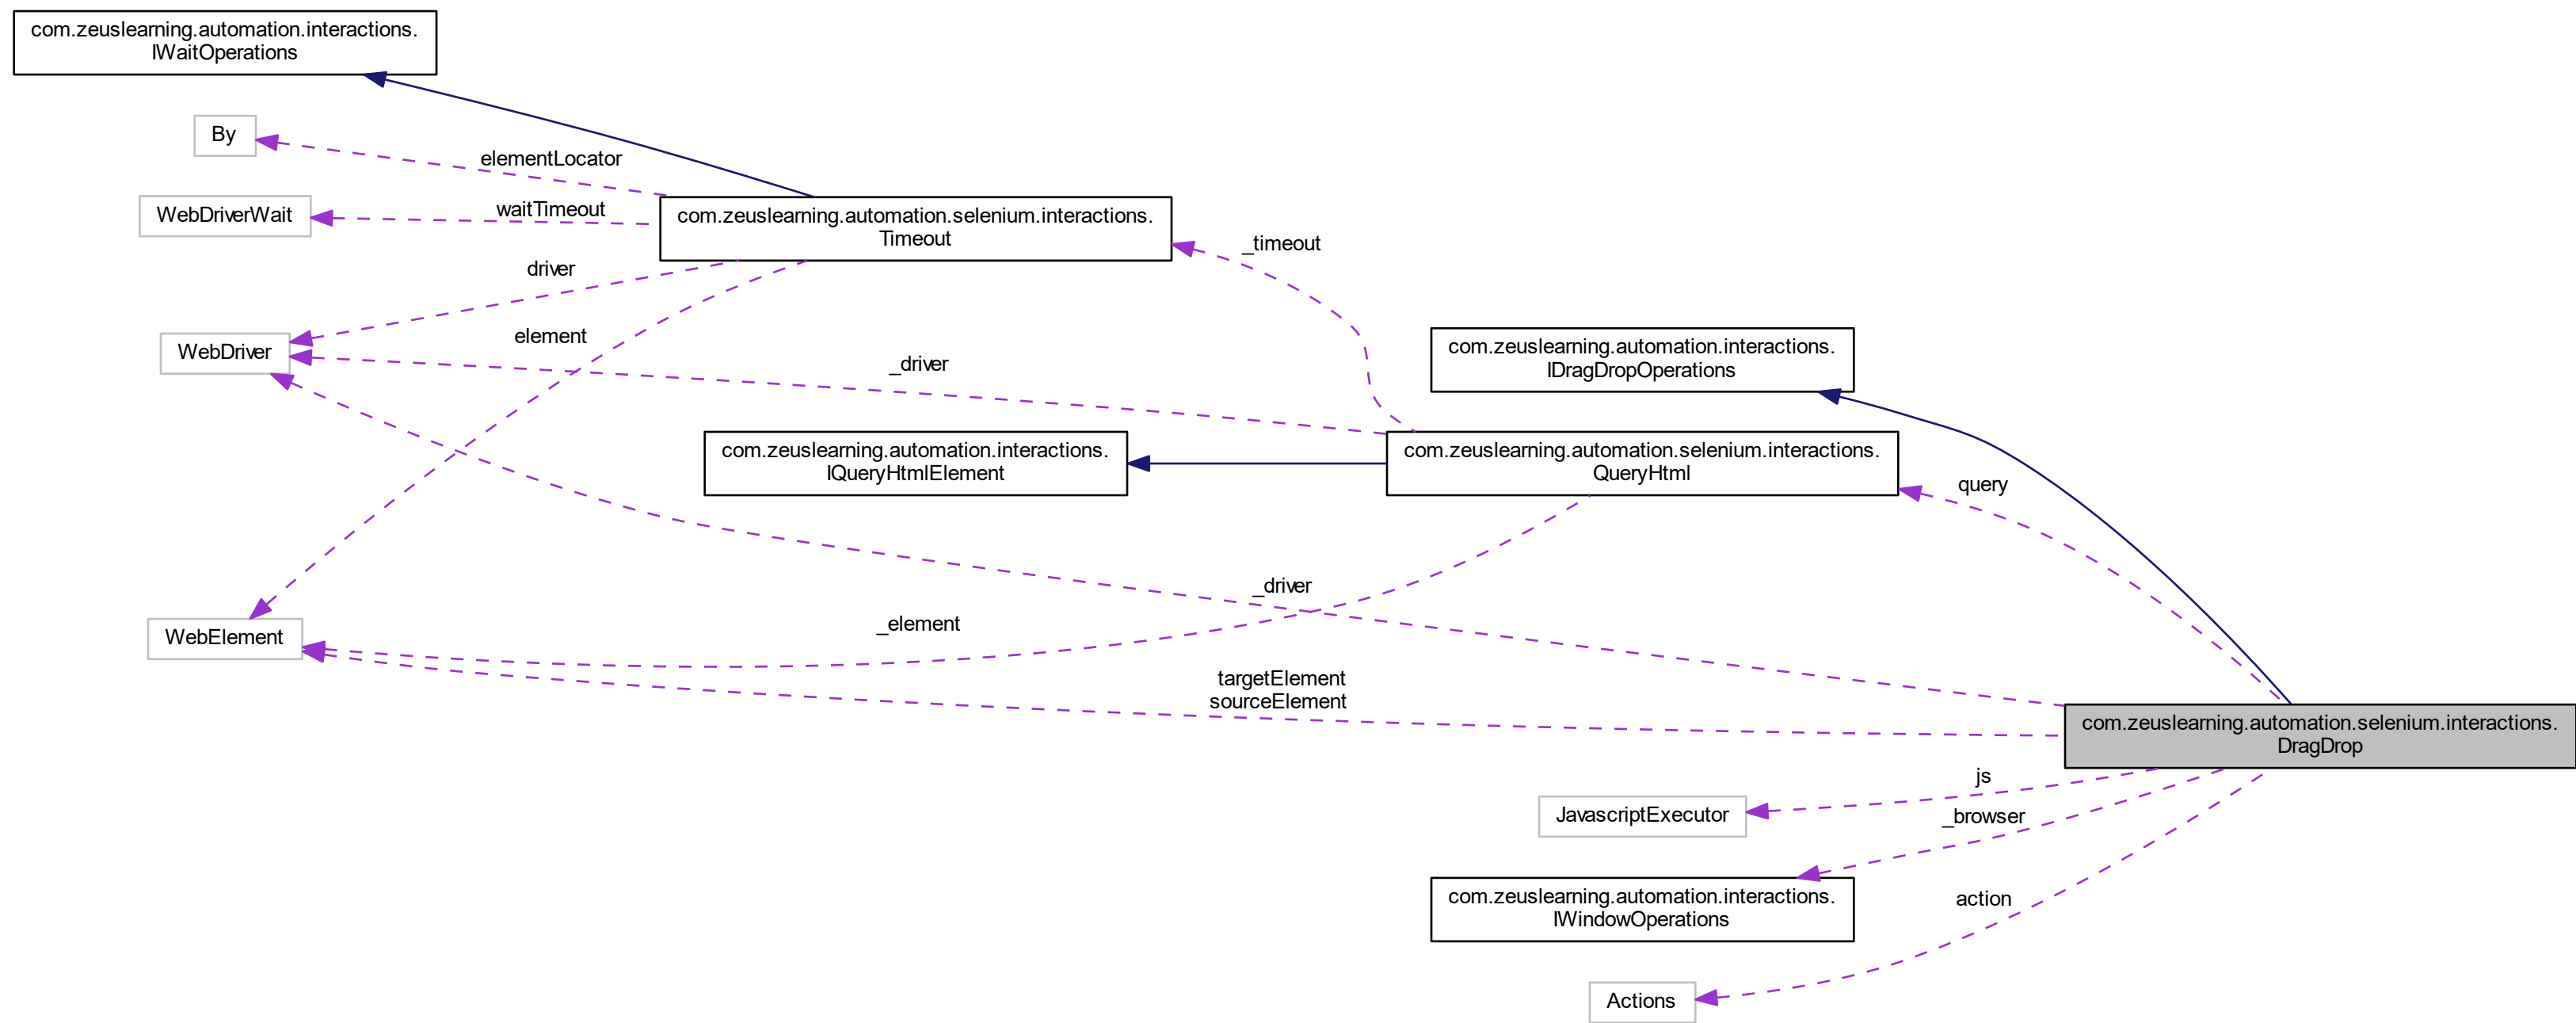 com.zeuslearning.automation.interactions.
IWaitOperations
By
elementLocator
WebDriverWait
waitTimeout
com.zeuslearning.automation.selenium.interactions.
Timeout
_timeout
driver
element
WebDriver
_driver
com.zeuslearning.automation.interactions.
IDragDropOperations
com.zeuslearning.automation.interactions.
IQueryHtmlElement
com.zeuslearning.automation.selenium.interactions.
QueryHtml
query
_driver
_element
WebElement
targetElement
sourceElement
com.zeuslearning.automation.selenium.interactions.
DragDrop
js
JavascriptExecutor
_browser
com.zeuslearning.automation.interactions.
IWindowOperations
action
Actions